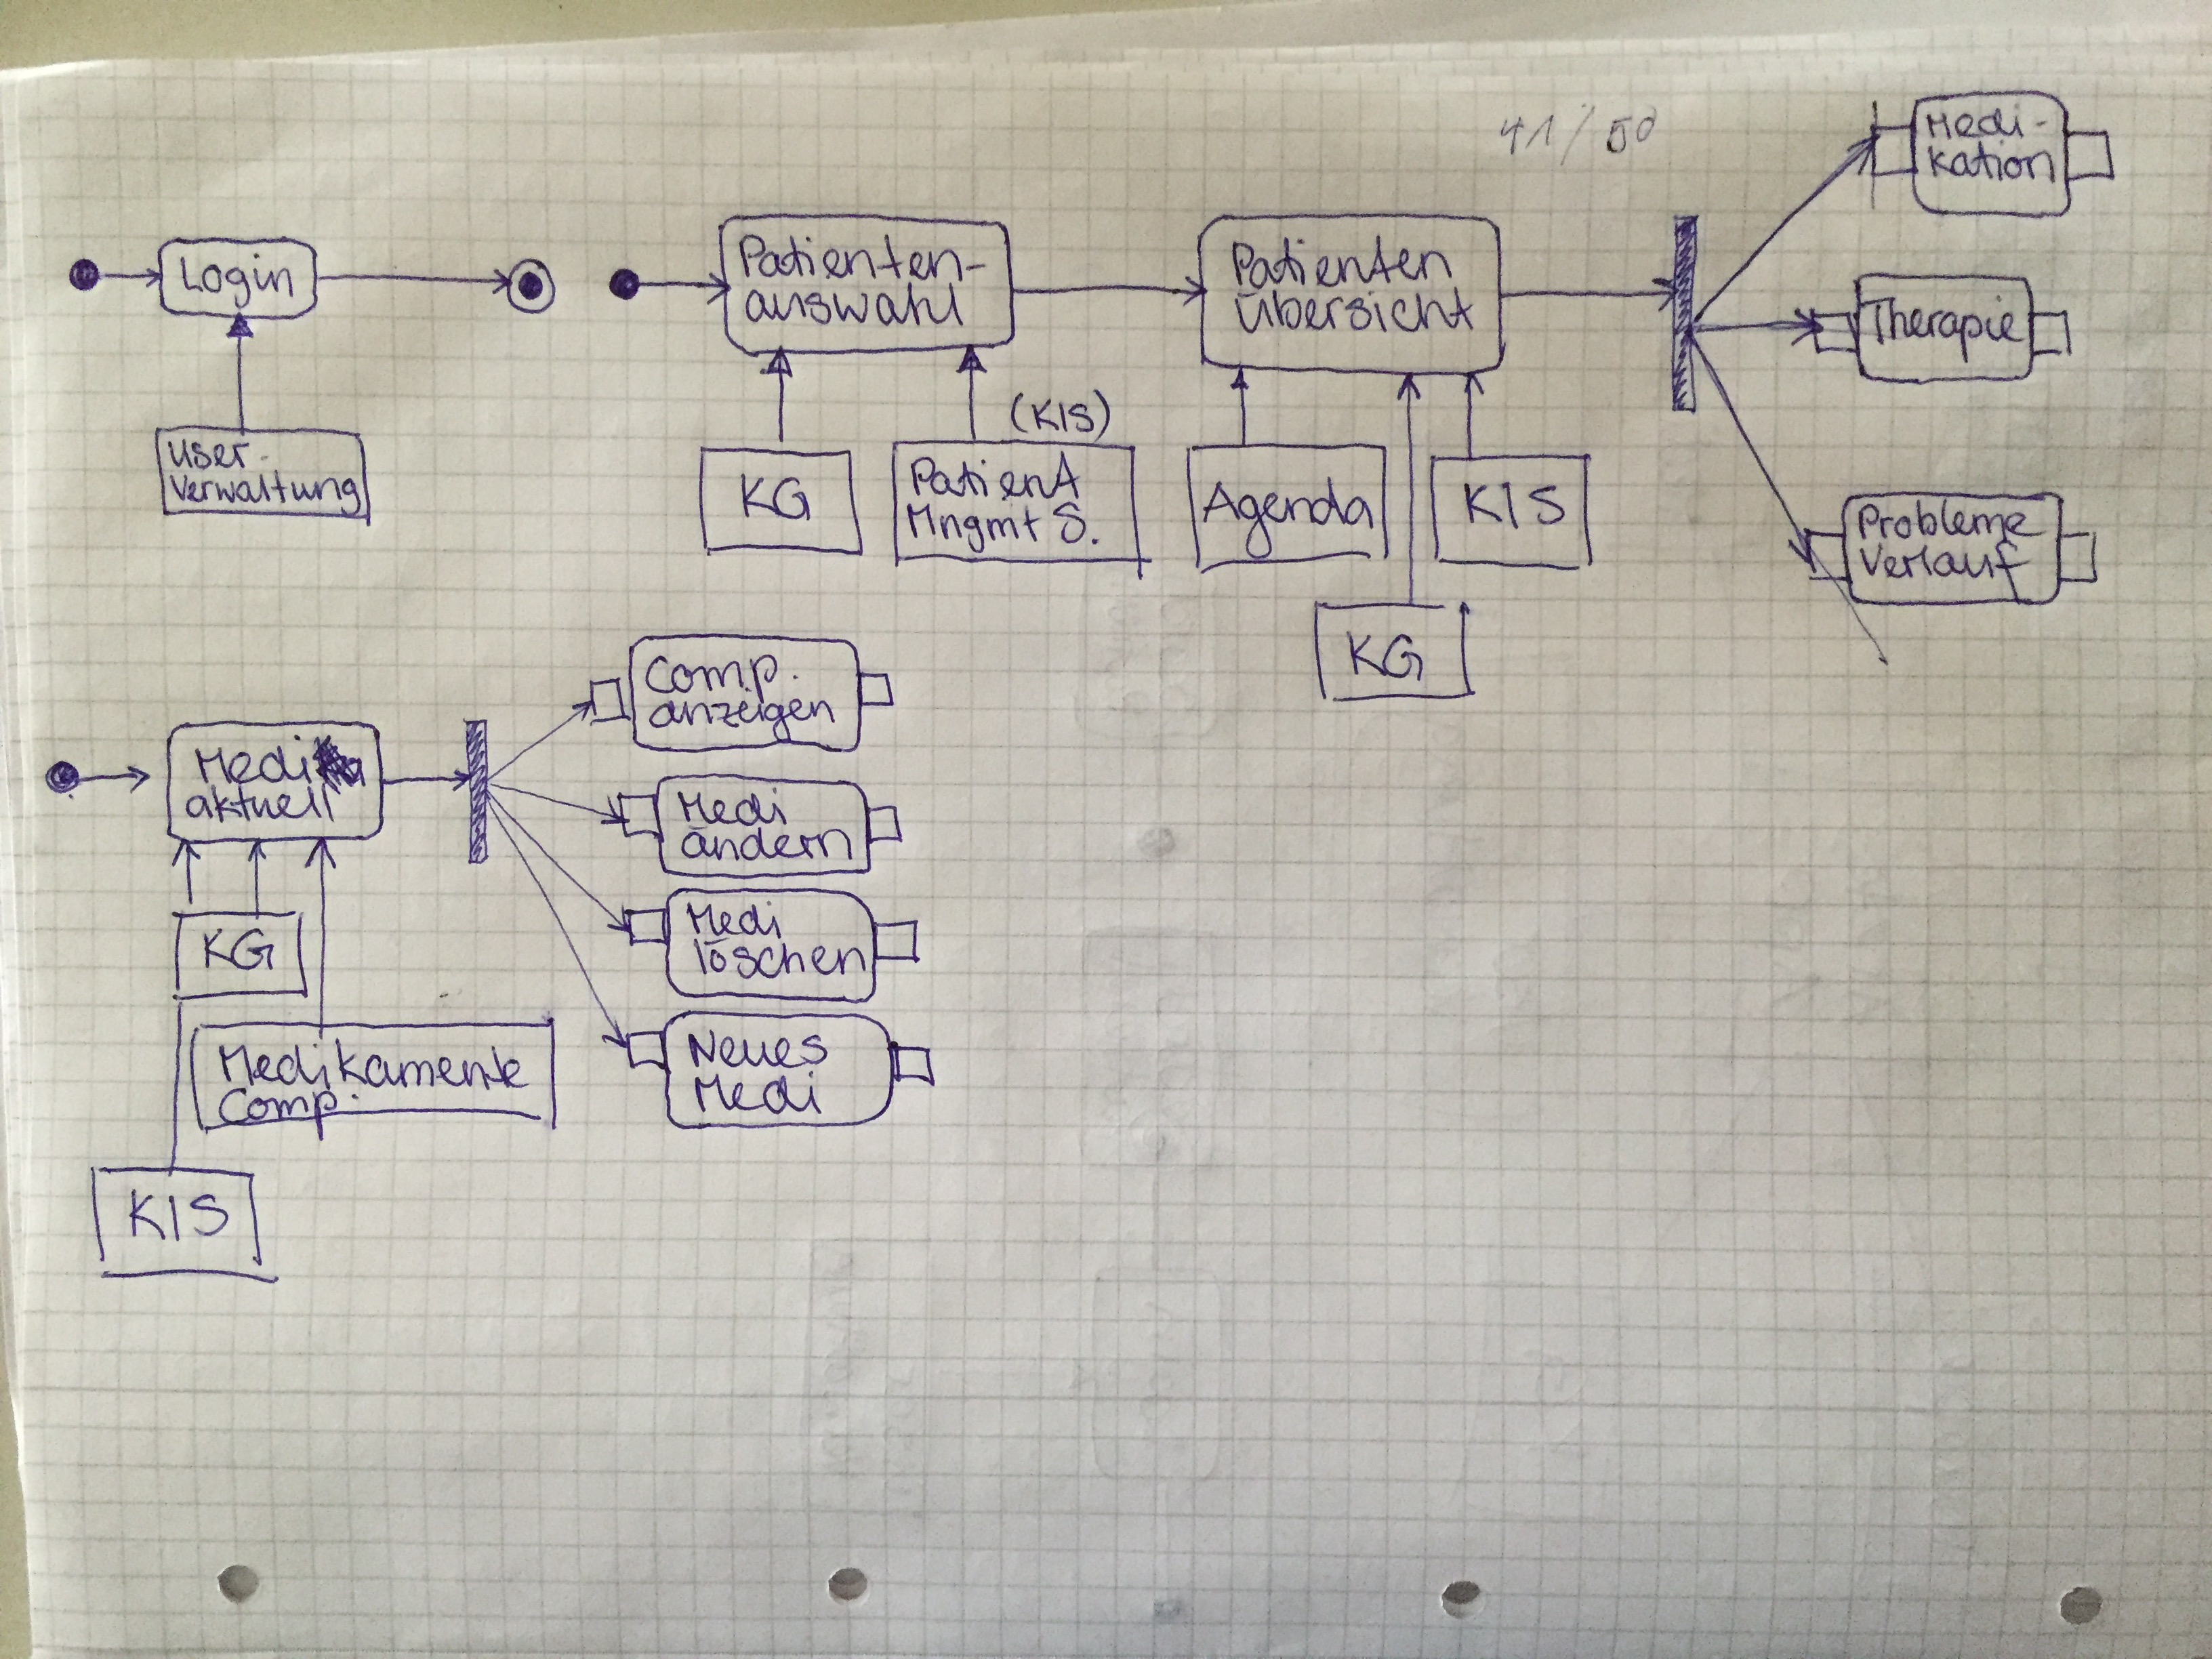 41/50
Login
User-
Verwaltung
Patienten-
auswahl
KG
(KIS)
Patient
Mngmt S.
Patienten
übersicht
Agenda
KG
KIS
Medi-
kation
Therapie
Probleme
Verlauf
Medi
aktuell
KG
Medikamente
Comp.
KIS
Comp.
anzeigen
Medi
ändern
Medi
löschen
Neues
Medi